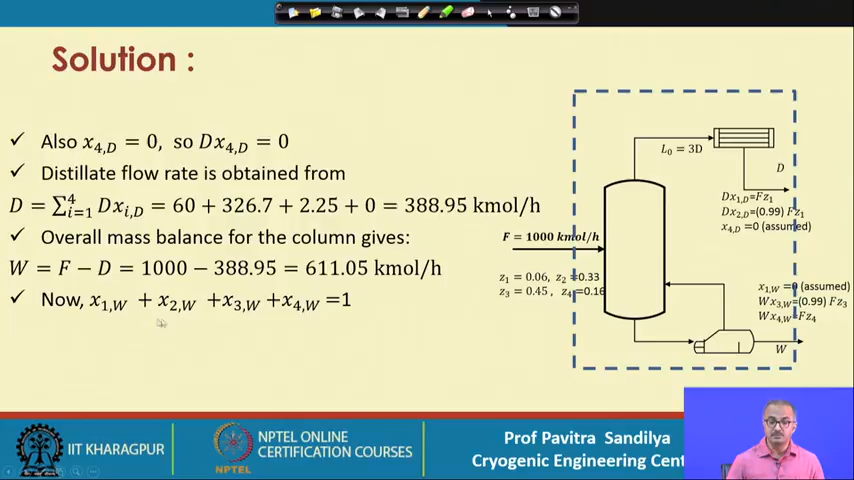 Solution :
✓ Also x₄,D = 0, so Dx₄,D = 0
✓ Distillate flow rate is obtained from
D = ∑⁴ᵢ₌₁ Dxᵢ,D = 60 + 326.7 + 2.25 + 0 = 388.95 kmol/h
✓ Overall mass balance for the column gives:
W = F − D = 1000 − 388.95 = 611.05 kmol/h
✓ Now, x₁,W + x₂,W +x₃,W +x₄,W =1
L₀ = 3D
D
Dx₁,D=Fz₁
Dx₂,D=(0.99) Fz₁
x₄,D =0 (assumed)
F = 1000 kmol/h
z₁ = 0.06, z₂ =0.33
z₃ = 0.45 , z₄=0.16
x₁,W =0 (assumed)
Wx₃,W=(0.99) Fz₃
Wx₄,W=Fz₄
W
IIT KHARAGPUR
NPTEL
NPTEL ONLINE
CERTIFICATION COURSES
Prof Pavitra Sandilya
Cryogenic Engineering Cent